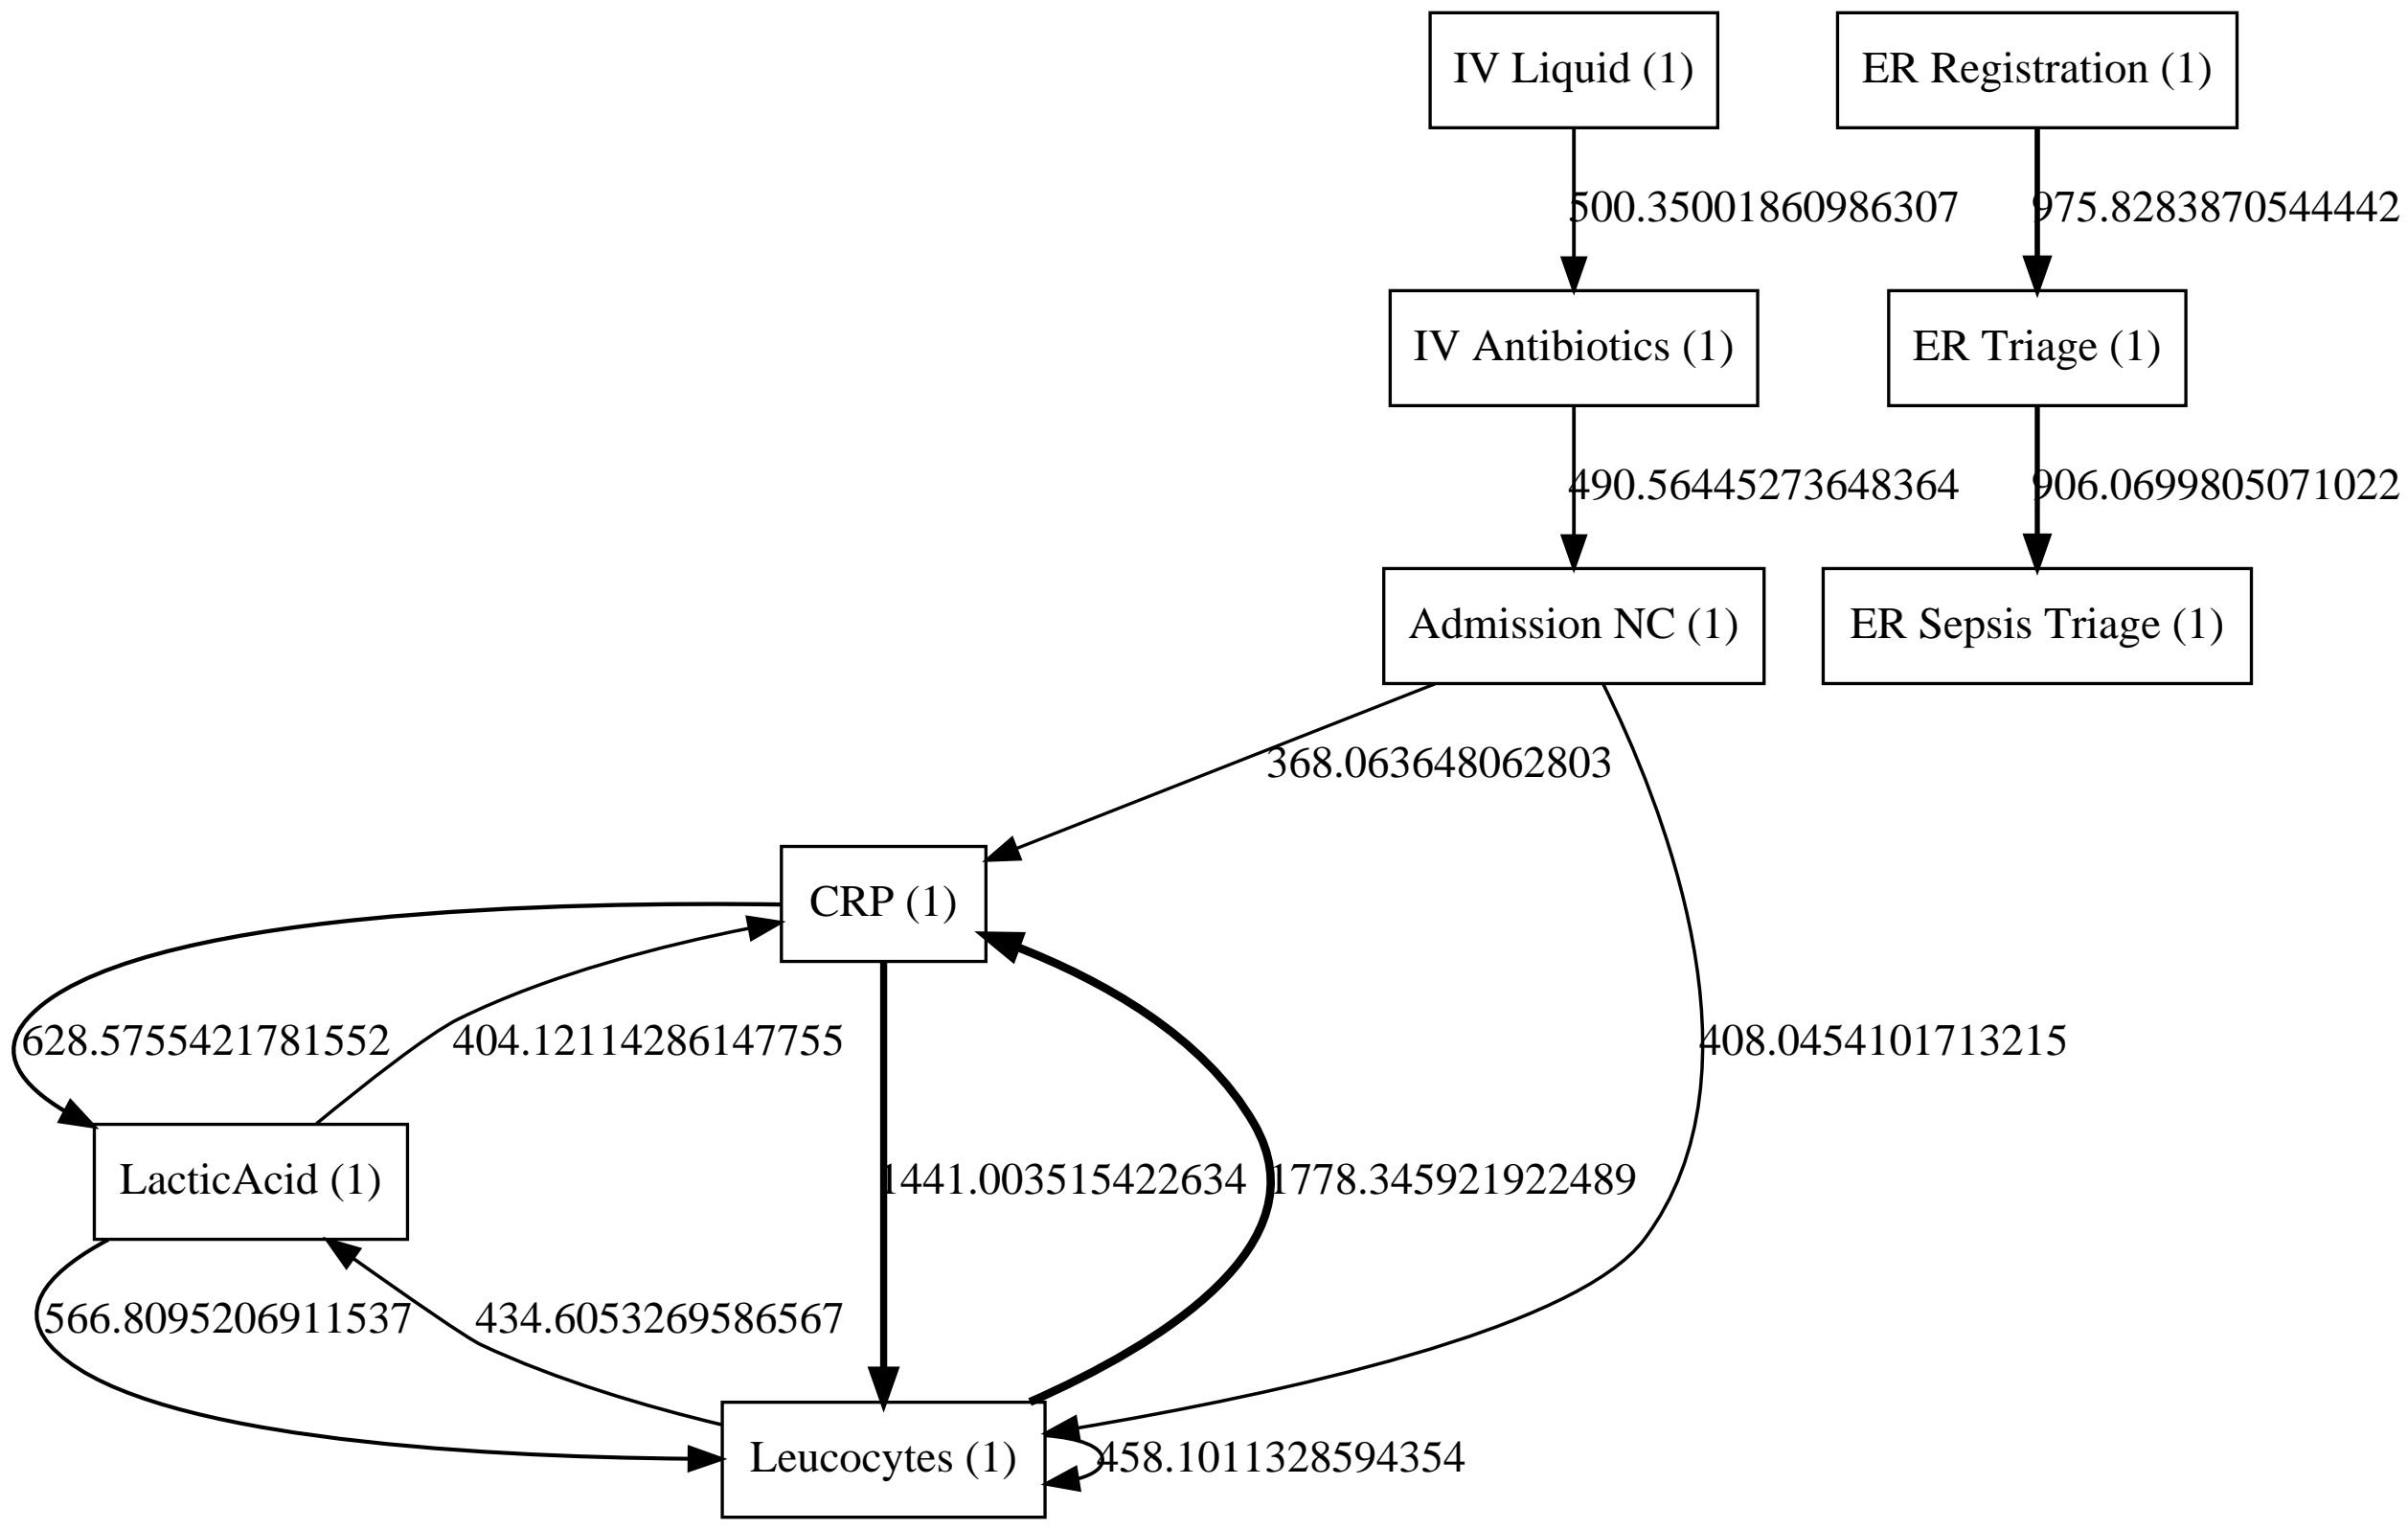 IV Liquid (1)
ER Registration (1)
500.35001860986307
975.8283870544442
IV Antibiotics (1)
ER Triage (1)
490.56445273648364
906.0699805071022
Admission NC (1)
ER Sepsis Triage (1)
368.063648062803
CRP (1)
628.5755421781552
404.12114286147755
408.0454101713215
LacticAcid (1)
1441.003515422634
1778.345921922489
566.8095206911537
434.6053269586567
Leucocytes (1)
458.1011328594354